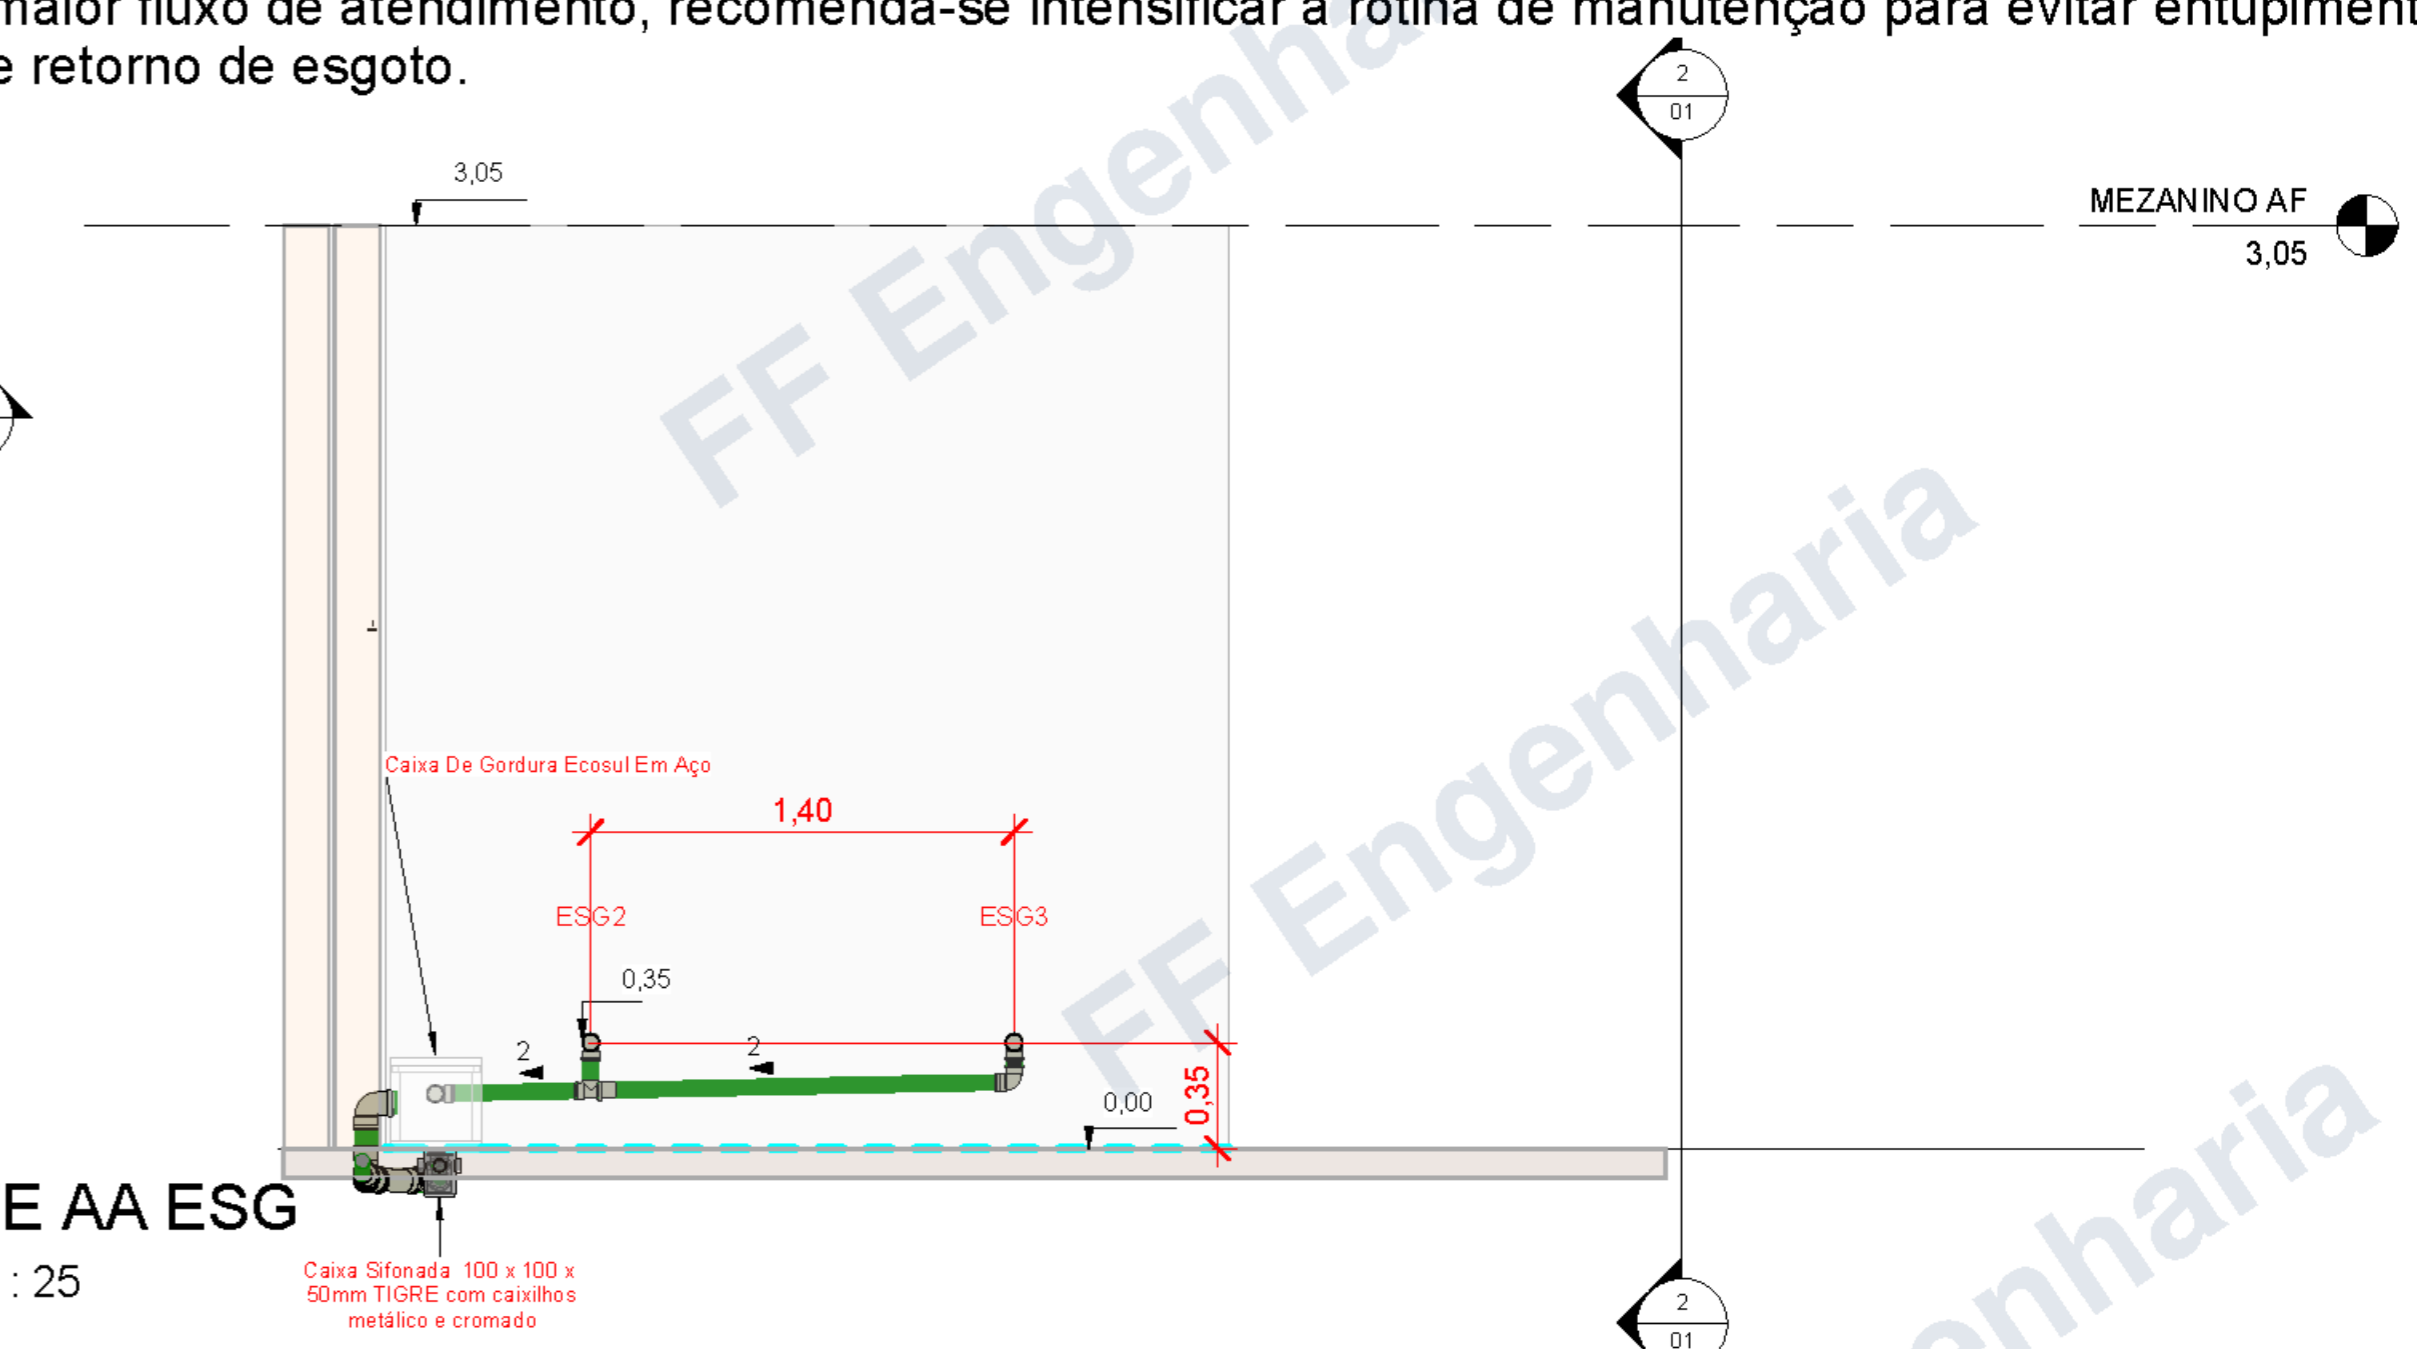 maior fluxo de atendimento, recomenda-se intensificar a rotina de manutenção para evitar
e retorno de esgoto.
2
01
3,05
MEZANINO AF
3,05
Caixa De Gordura Ecosul Em Aço
1,40
ESG2
ESG3
0,35
2
2
0,00
0,35
E AA ESG
: 25
Caixa Sifonada 100 x 100 x
50mm TIGRE com caixilhos
metálico e cromado
2
01
FF Engenharia
FF Engenharia